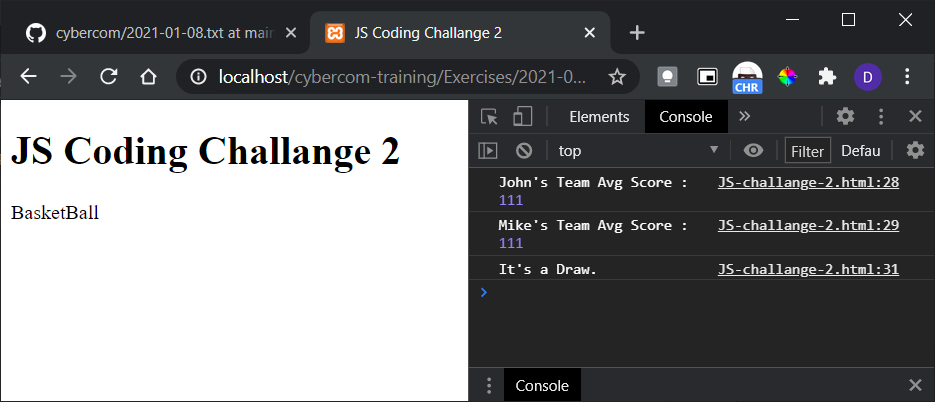 cybercom/2021-01-08.txt at main
JS Coding Challange 2
localhost/cybercom-training/Exercises/2021-0...
CHR
D
JS Coding Challange 2
BasketBall
Elements Console
top Filter Defau
John's Team Avg Score : JS-challange-2.html:28
111
Mike's Team Avg Score : JS-challange-2.html:29
111
It's a Draw. JS-challange-2.html:31
Console